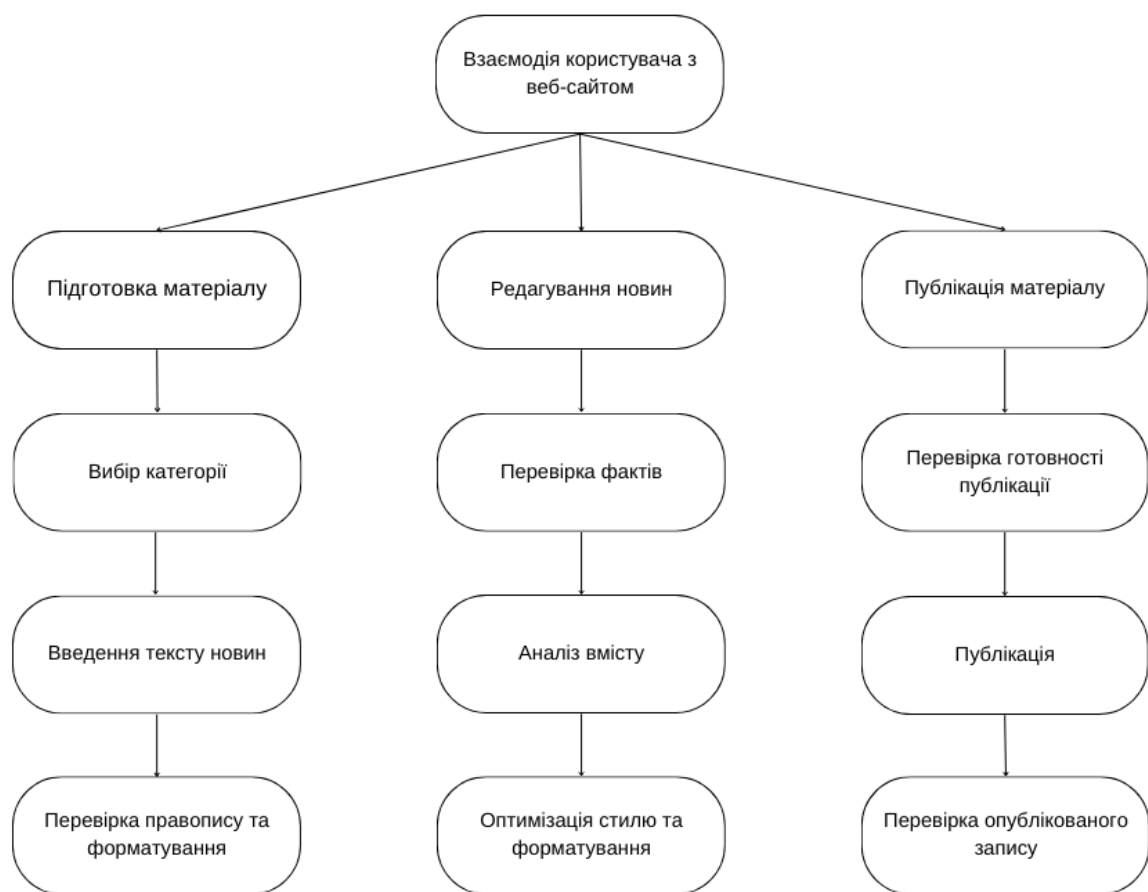 Взаємодія користувача з
веб-сайтом
Підготовка матеріалу
Редагування новин
Публікація матеріалу
Вибір категорії
Перевірка фактів
Перевірка готовності
публікації
Введення тексту новин
Аналіз вмісту
Публікація
Перевірка правопису та
форматування
Оптимізація стилю та
форматування
Перевірка опублікованого
запису